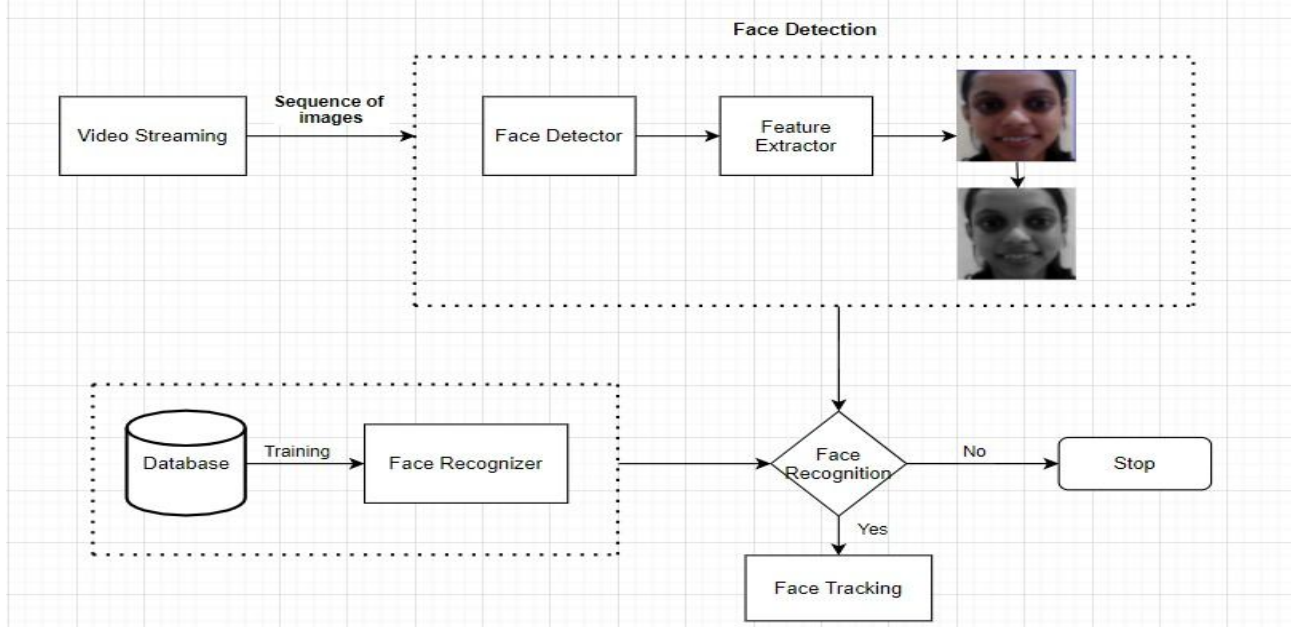 Face Detection
Sequence of
images
Video Streaming
Face Detector
Feature
Extractor
Database
Training
Face Recognizer
Face
Recognition
No
Stop
Yes
Face Tracking